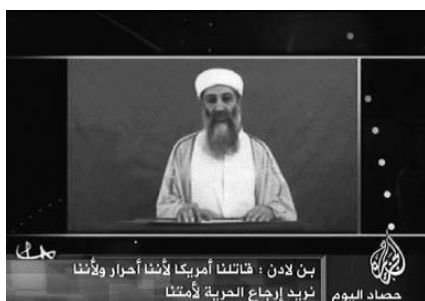 بن لادن : قاتلنا أمريكا لأننا أحرار ولأننا
نريد إرجاع الحرية لأمتنا
حصاد اليوم